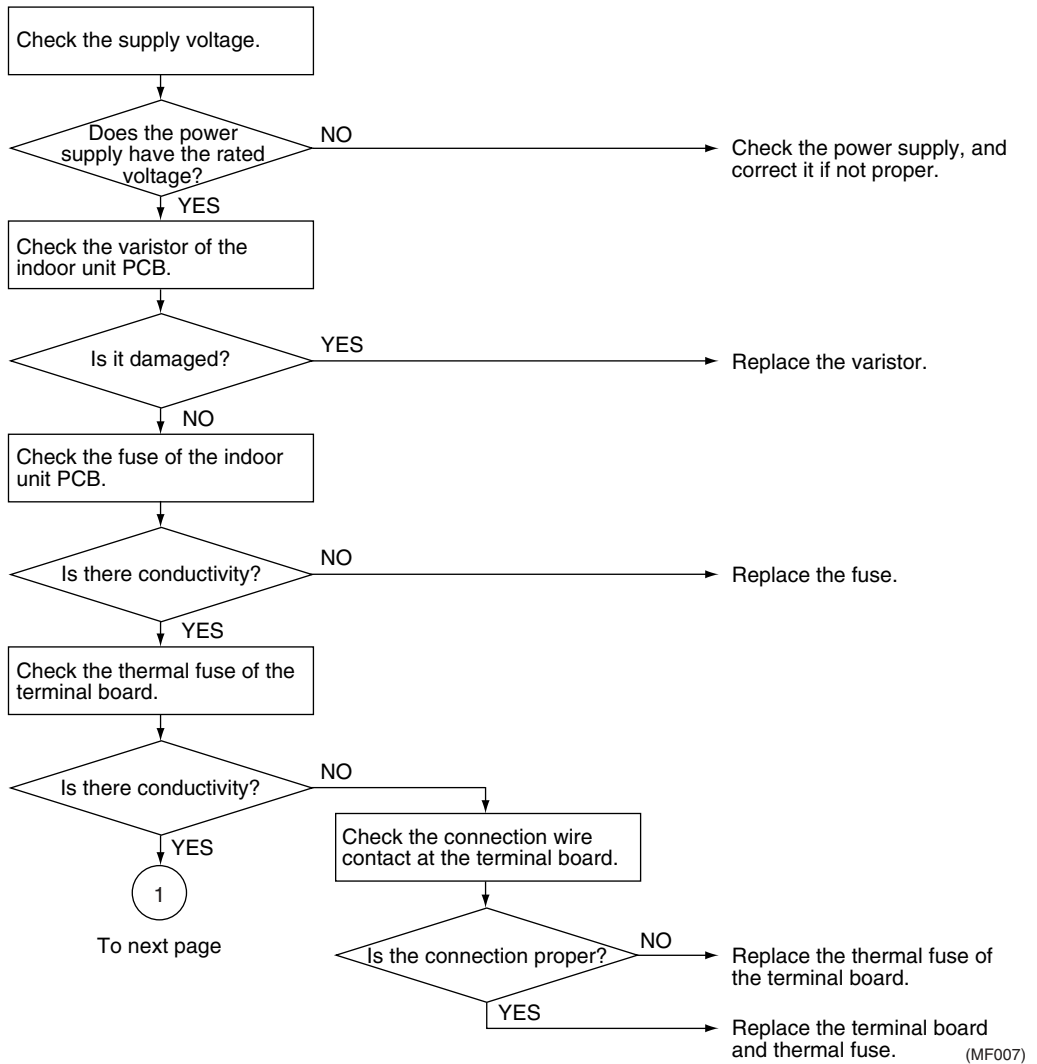 Check the supply voltage.
Does the power
supply have the rated
voltage?
NO
Check the power supply, and
correct it if not proper.
YES
Check the varistor of the
indoor unit PCB.
Is it damaged?
YES
Replace the varistor.
NO
Check the fuse of the indoor
unit PCB.
Is there conductivity?
NO
Replace the fuse.
YES
Check the thermal fuse of the
terminal board.
Is there conductivity?
NO
YES
1
To next page
Check the connection wire
contact at the terminal board.
Is the connection proper?
NO
Replace the thermal fuse of
the terminal board.
YES
Replace the terminal board
and thermal fuse.
(MF007)